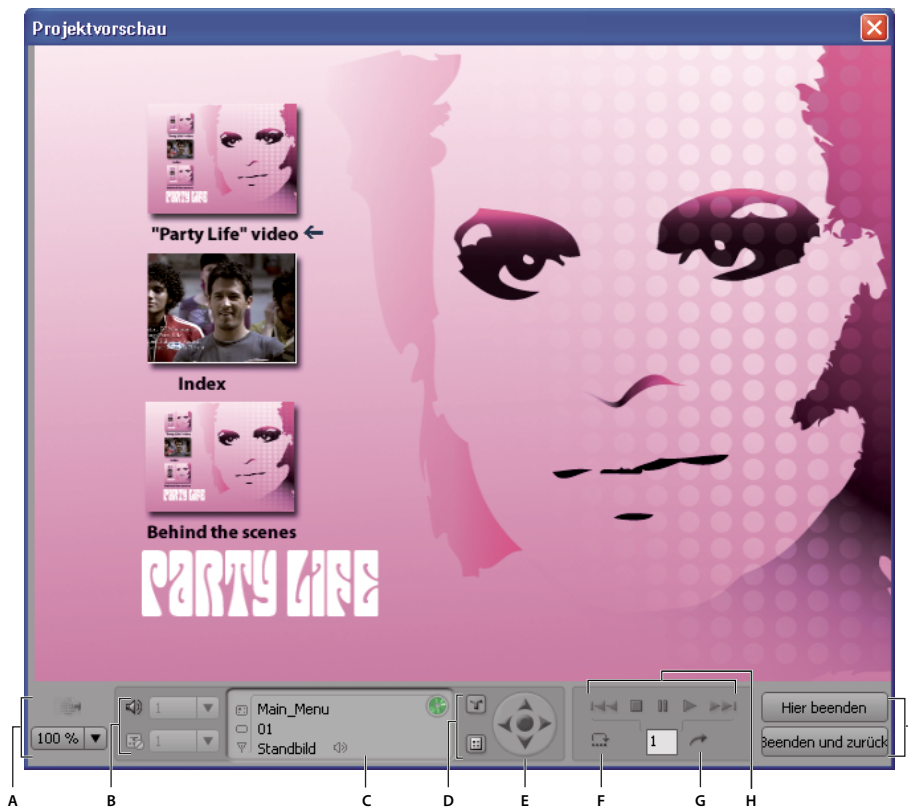 Projektvorschau
"Party Life" video
Index
Behind the scenes
PARTY LIFE
1
Main_Menu
Hier beenden
100 %
1
01
Standbild
1
Beenden und zurück
A B C D E F G H